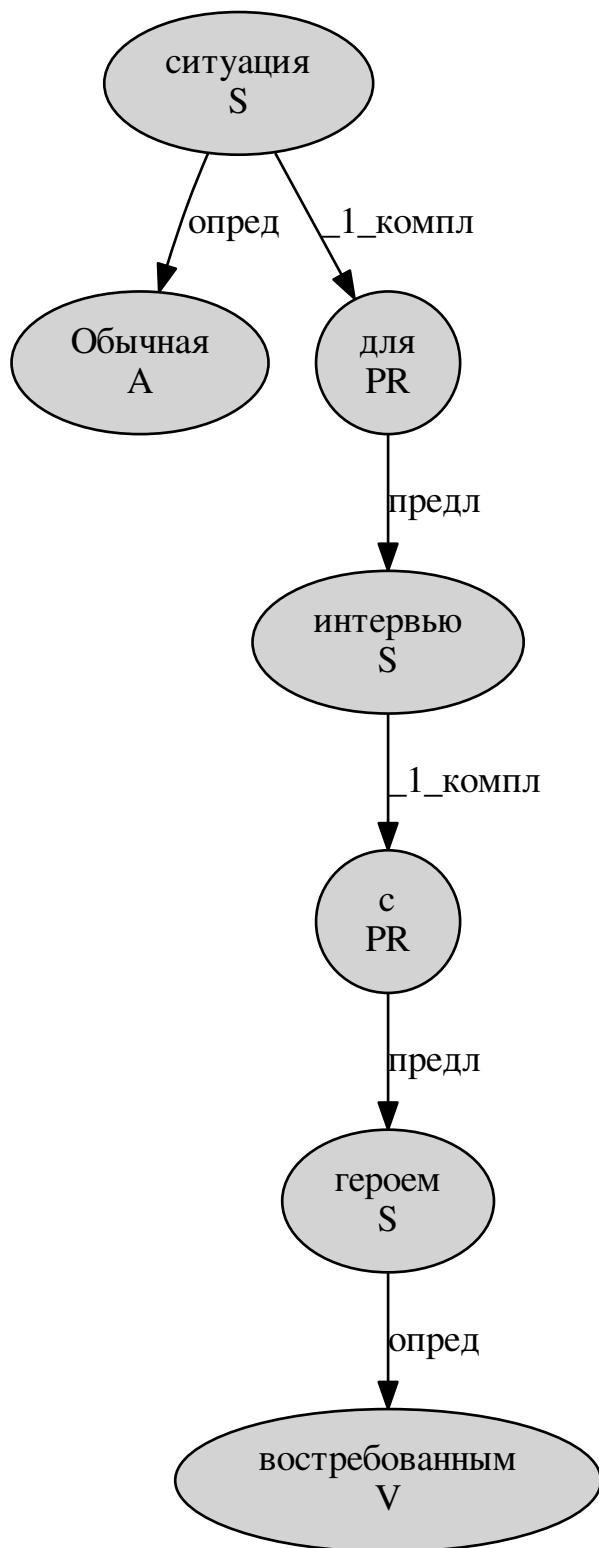 ситуация
S
опред
_1_компл
Обычная
A
для
PR
предл
интервью
S
_1_компл
с
PR
предл
героем
S
опред
востребованным
V